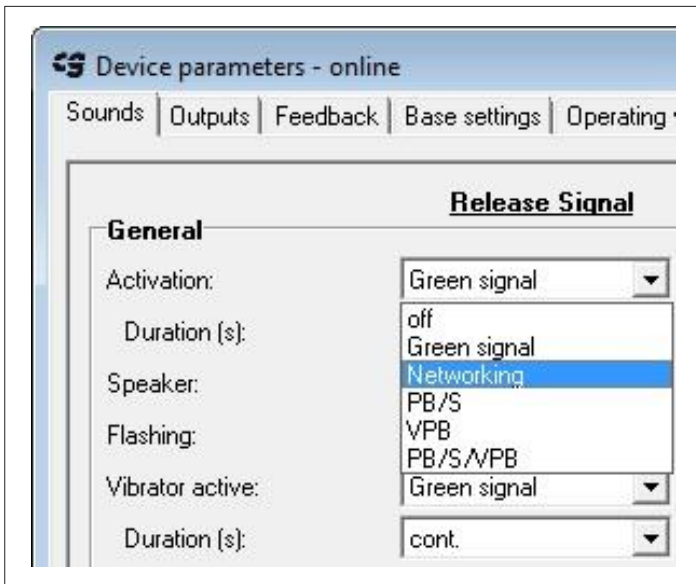 Device parameters - online
Sounds Outputs Feedback Base settings Operating
Release Signal
General
Activation: Green signal
off
Duration (s):
Green signal
Networking
Speaker:
PB/S
Flashing:
VPB
PB/S/VPB
Vibrator active: Green signal
Duration (s): cont.